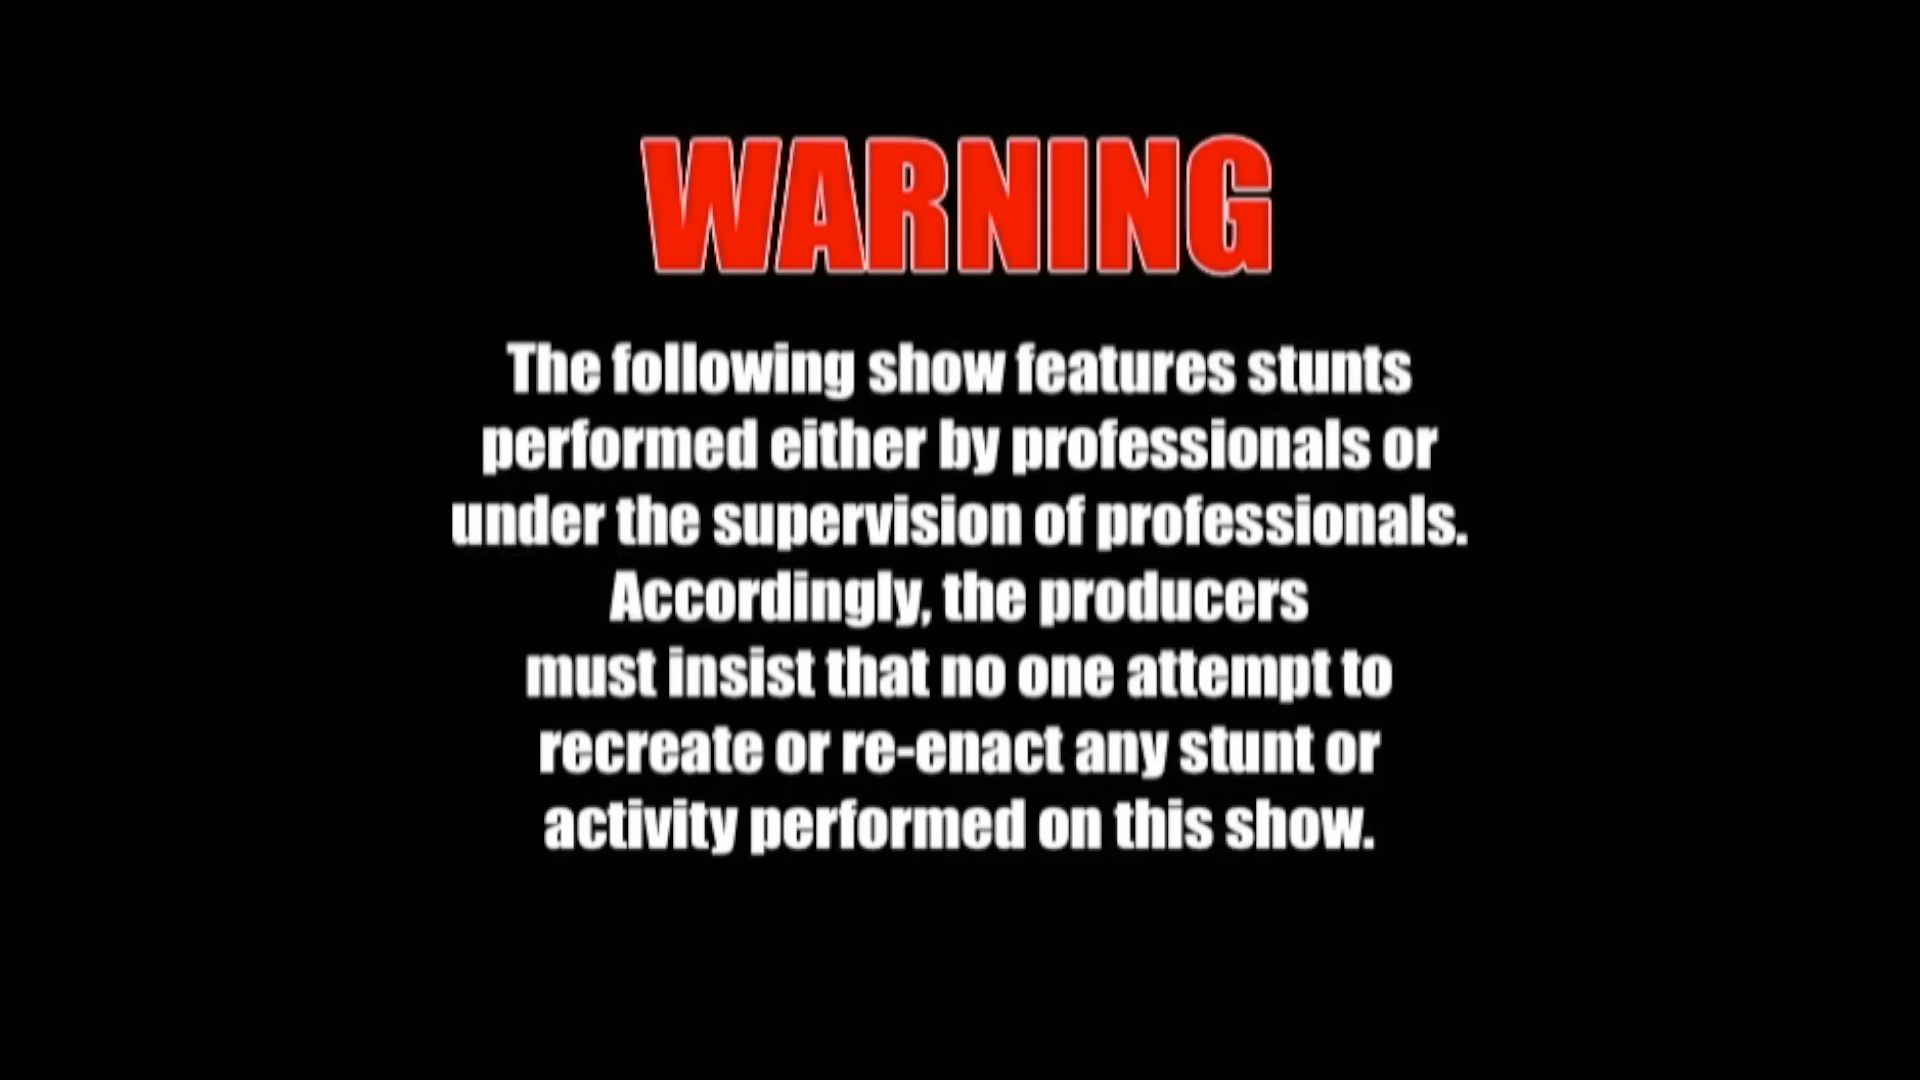 WARNING
The following show features stunts
performed either by professionals or
under the supervision of professionals.
Accordingly, the producers
must insist that no one attempt to
recreate or re-enact any stunt or
activity performed on this show.